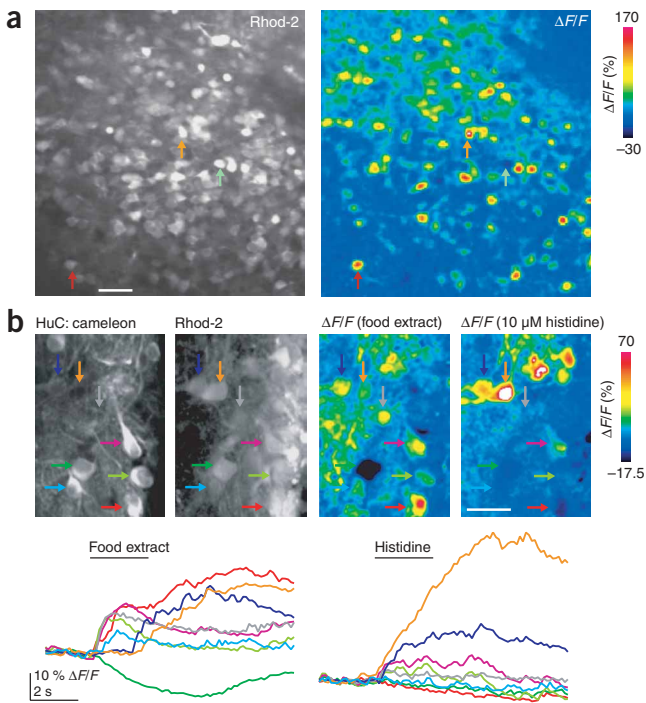 a
Rhod-2
ΔF/F
170
ΔF/F (%)
–30
b
HuC: cameleon
Rhod-2
ΔF/F (food extract)
ΔF/F (10 µM histidine)
70
ΔF/F (%)
–17.5
Food extract
Histidine
10 % ΔF/F
2 s